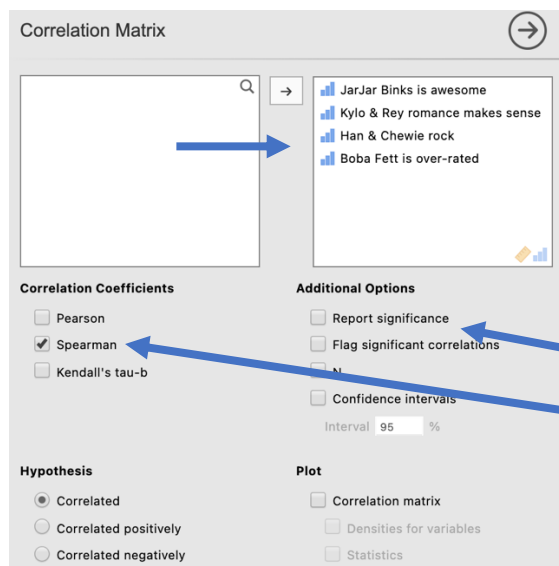 Correlation Matrix
JarJar Binks is awesome
Kylo & Rey romance makes sense
Han & Chewie rock
Boba Fett is over-rated
Correlation Coefficients
Pearson
Spearman
Kendall's tau-b
Additional Options
Report significance
Flag significant correlations
N
Confidence intervals
Interval 95 %
Hypothesis
Correlated
Correlated positively
Correlated negatively
Plot
Correlation matrix
Densities for variables
Statistics